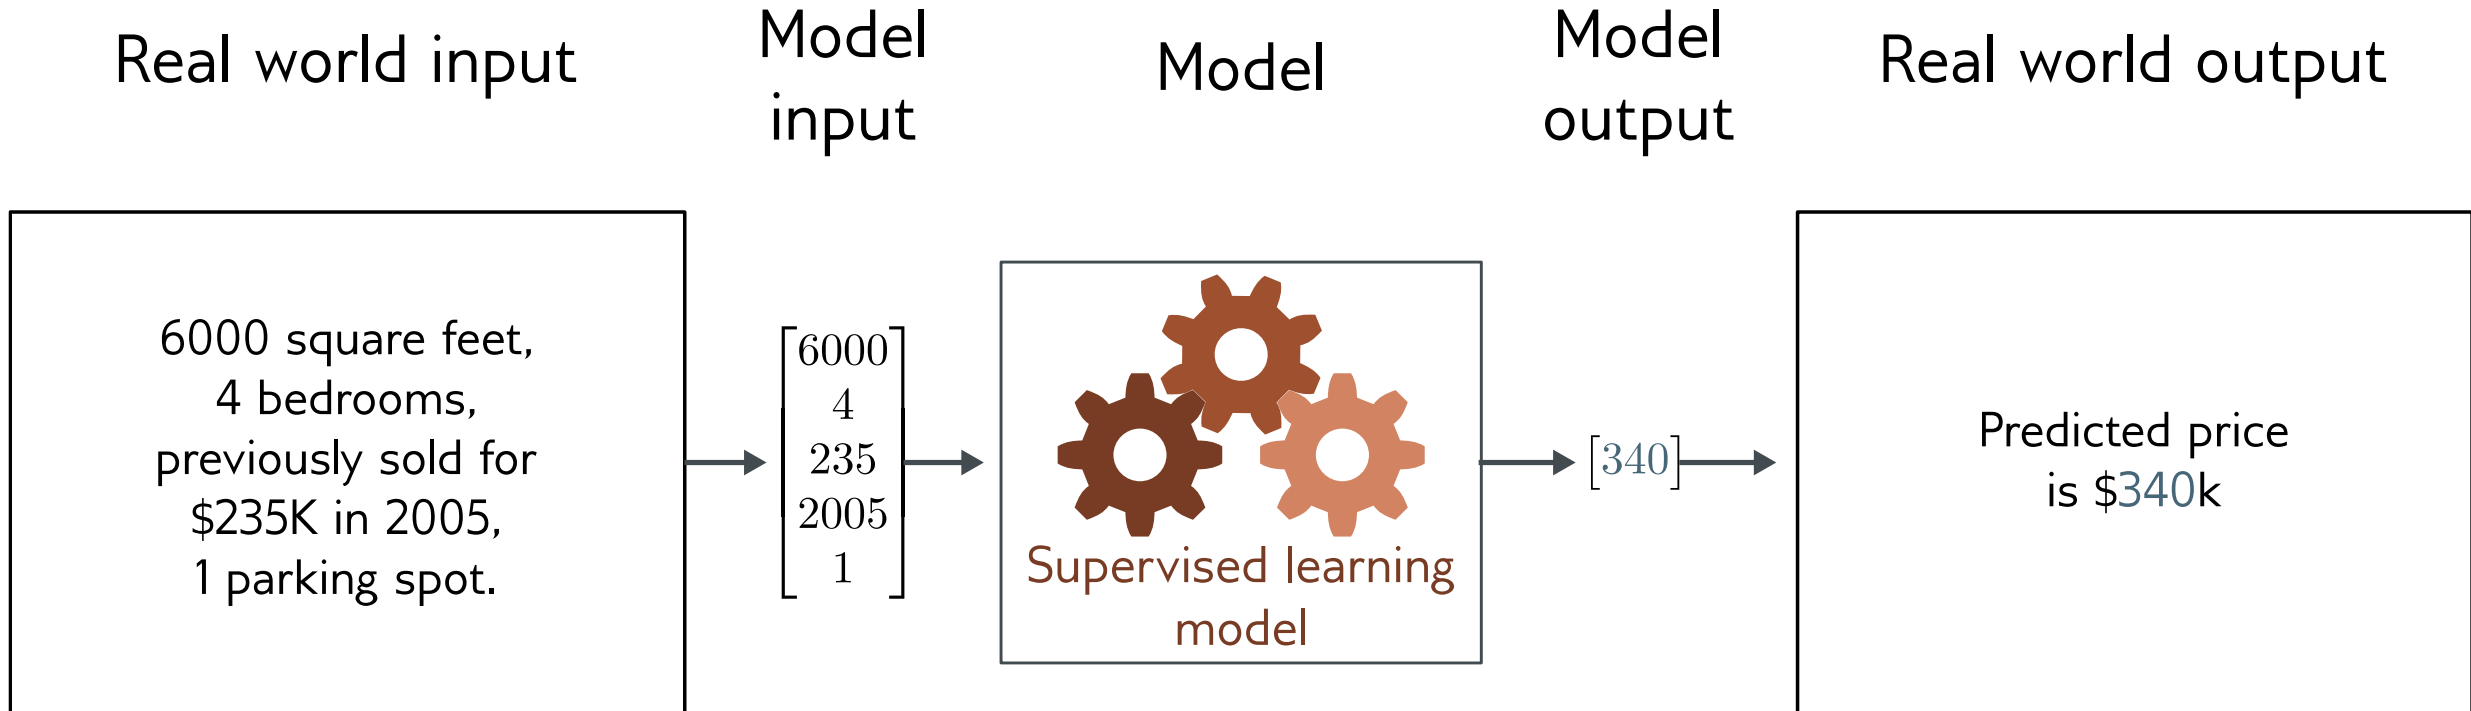 Real world input
Model
input
Model
Model
output
Real world output
6000 square feet,
4 bedrooms,
previously sold for
$235K in 2005,
1 parking spot.
6000
4
235
2005
1
Supervised learning
model
[340]
Predicted price
is $340k